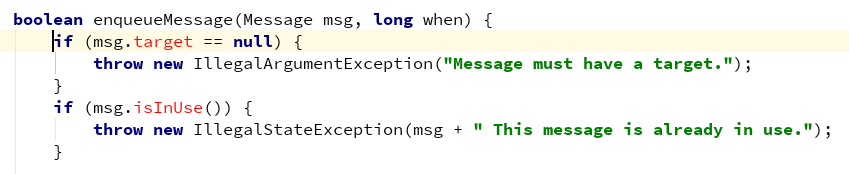 boolean enqueueMessage(Message msg, long when) {
    if (msg.target == null) {
        throw new IllegalArgumentException("Message must have a target.");
    }
    if (msg.isInUse()) {
        throw new IllegalStateException(msg + " This message is already in use.");
    }